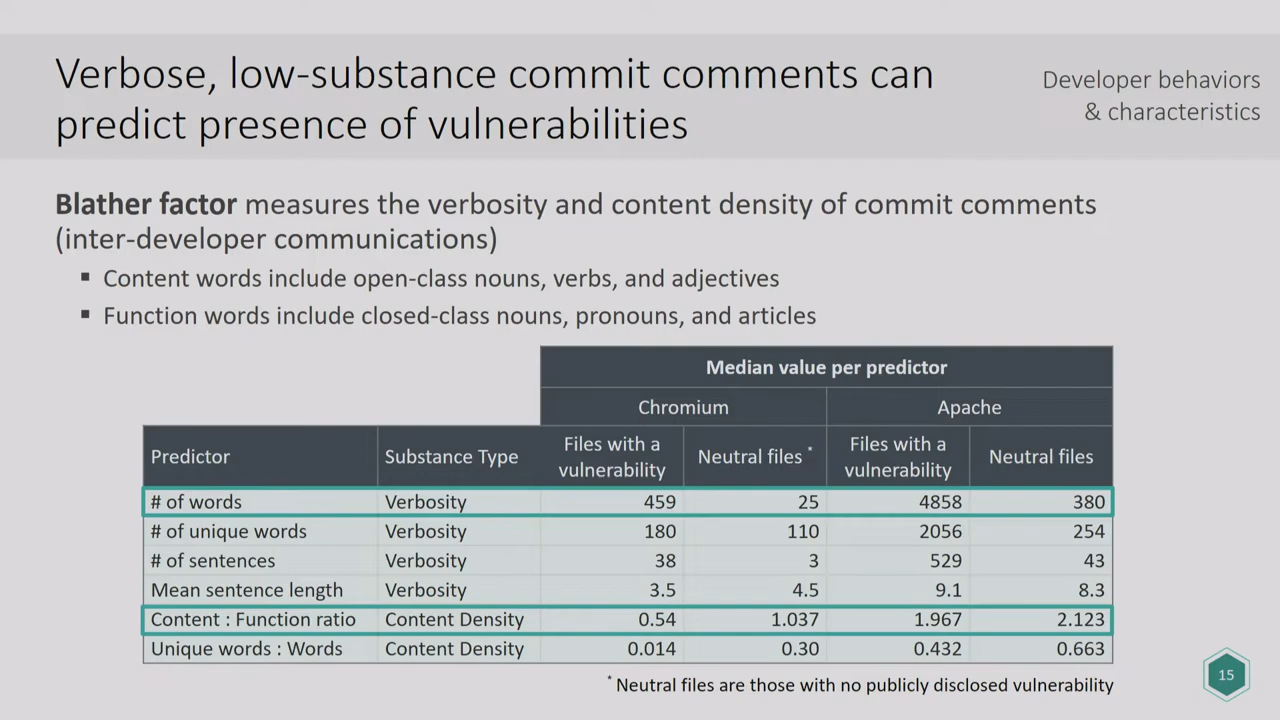 Verbose, low-substance commit comments can
predict presence of vulnerabilities
Developer behaviors
& characteristics
Blather factor measures the verbosity and content density of commit comments
(inter-developer communications)
▪ Content words include open-class nouns, verbs, and adjectives
▪ Function words include closed-class nouns, pronouns, and articles
Median value per predictor
Chromium Apache
Predictor Substance Type Files with a vulnerability Neutral files * Files with a vulnerability Neutral files
# of words Verbosity 459 25 4858 380
# of unique words Verbosity 180 110 2056 254
# of sentences Verbosity 38 3 529 43
Mean sentence length Verbosity 3.5 4.5 9.1 8.3
Content : Function ratio Content Density 0.54 1.037 1.967 2.123
Unique words : Words Content Density 0.014 0.30 0.432 0.663
* Neutral files are those with no publicly disclosed vulnerability
15